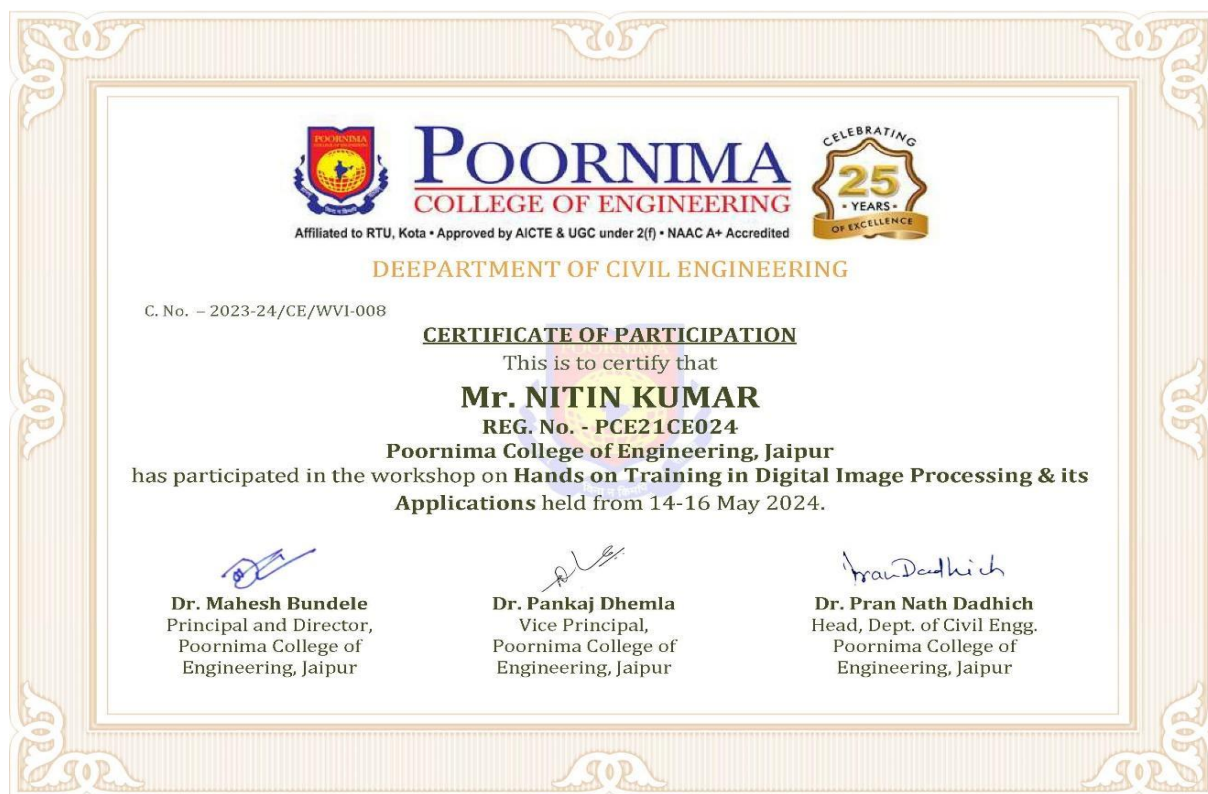 POORNIMA
POORNIMA
COLLEGE OF ENGINEERING
Affiliated to RTU, Kota • Approved by AICTE & UGC under 2(f) • NAAC A+ Accredited
CELEBRATING
25
- YEARS -
OF EXCELLENCE
DEEPARTMENT OF CIVIL ENGINEERING
C. No. – 2023-24/CE/WVI-008
CERTIFICATE OF PARTICIPATION
This is to certify that
Mr. NITIN KUMAR
REG. No. - PCE21CE024
Poornima College of Engineering, Jaipur
has participated in the workshop on Hands on Training in Digital Image Processing & its
Applications held from 14-16 May 2024.
Dr. Mahesh Bundele
Principal and Director,
Poornima College of
Engineering, Jaipur
Dr. Pankaj Dhemla
Vice Principal,
Poornima College of
Engineering, Jaipur
Dr. Pran Nath Dadhich
Head, Dept. of Civil Engg.
Poornima College of
Engineering, Jaipur